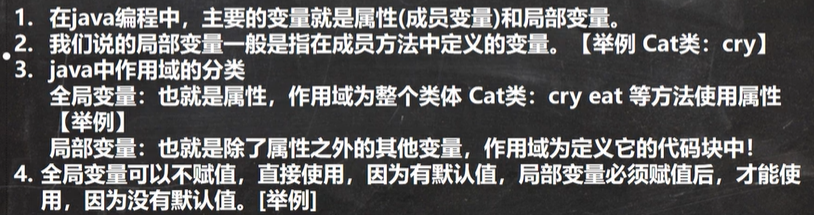 1. 在java编程中，主要的变量就是属性(成员变量)和局部变量。
2. 我们说的局部变量一般是指在成员方法中定义的变量。【举例 Cat类：cry】
3. java中作用域的分类
全局变量：也就是属性，作用域为整个类体 Cat类：cry eat 等方法使用属性
【举例】
局部变量：也就是除了属性之外的其他变量，作用域为定义它的代码块中！
4. 全局变量可以不赋值，直接使用，因为有默认值，局部变量必须赋值后，才能使
用，因为没有默认值。[举例]